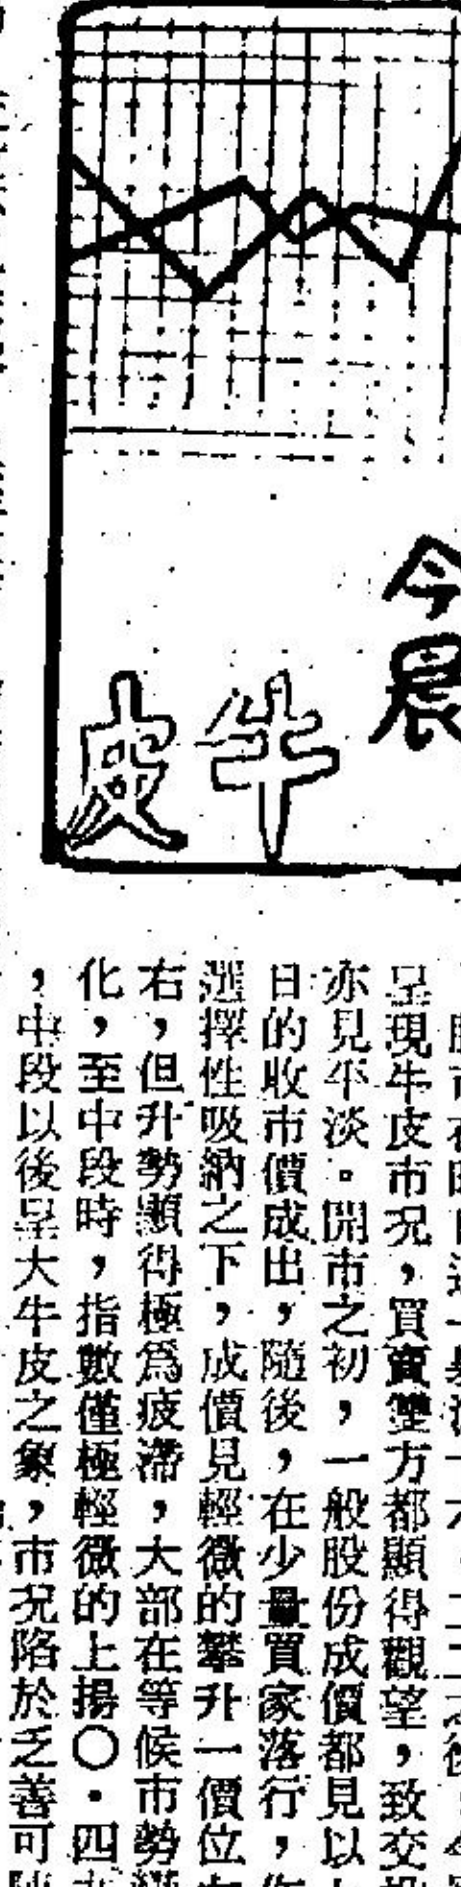 今晨
牛皮
呈現牛皮市況，買賣雙方都顯得觀望，致交投
亦見平淡。開市之初，一般股份成價都見以
日的收市價成出，隨後，在少量買家落行，
選擇性吸納之下，成價見輕微的攀升一價位
右，但升勢顯得極為疲滯，大部在等候市勢
化，至中段時，指數僅極輕微的上揚〇．四
，中段以後呈大牛皮之象，市況陷於乏善可